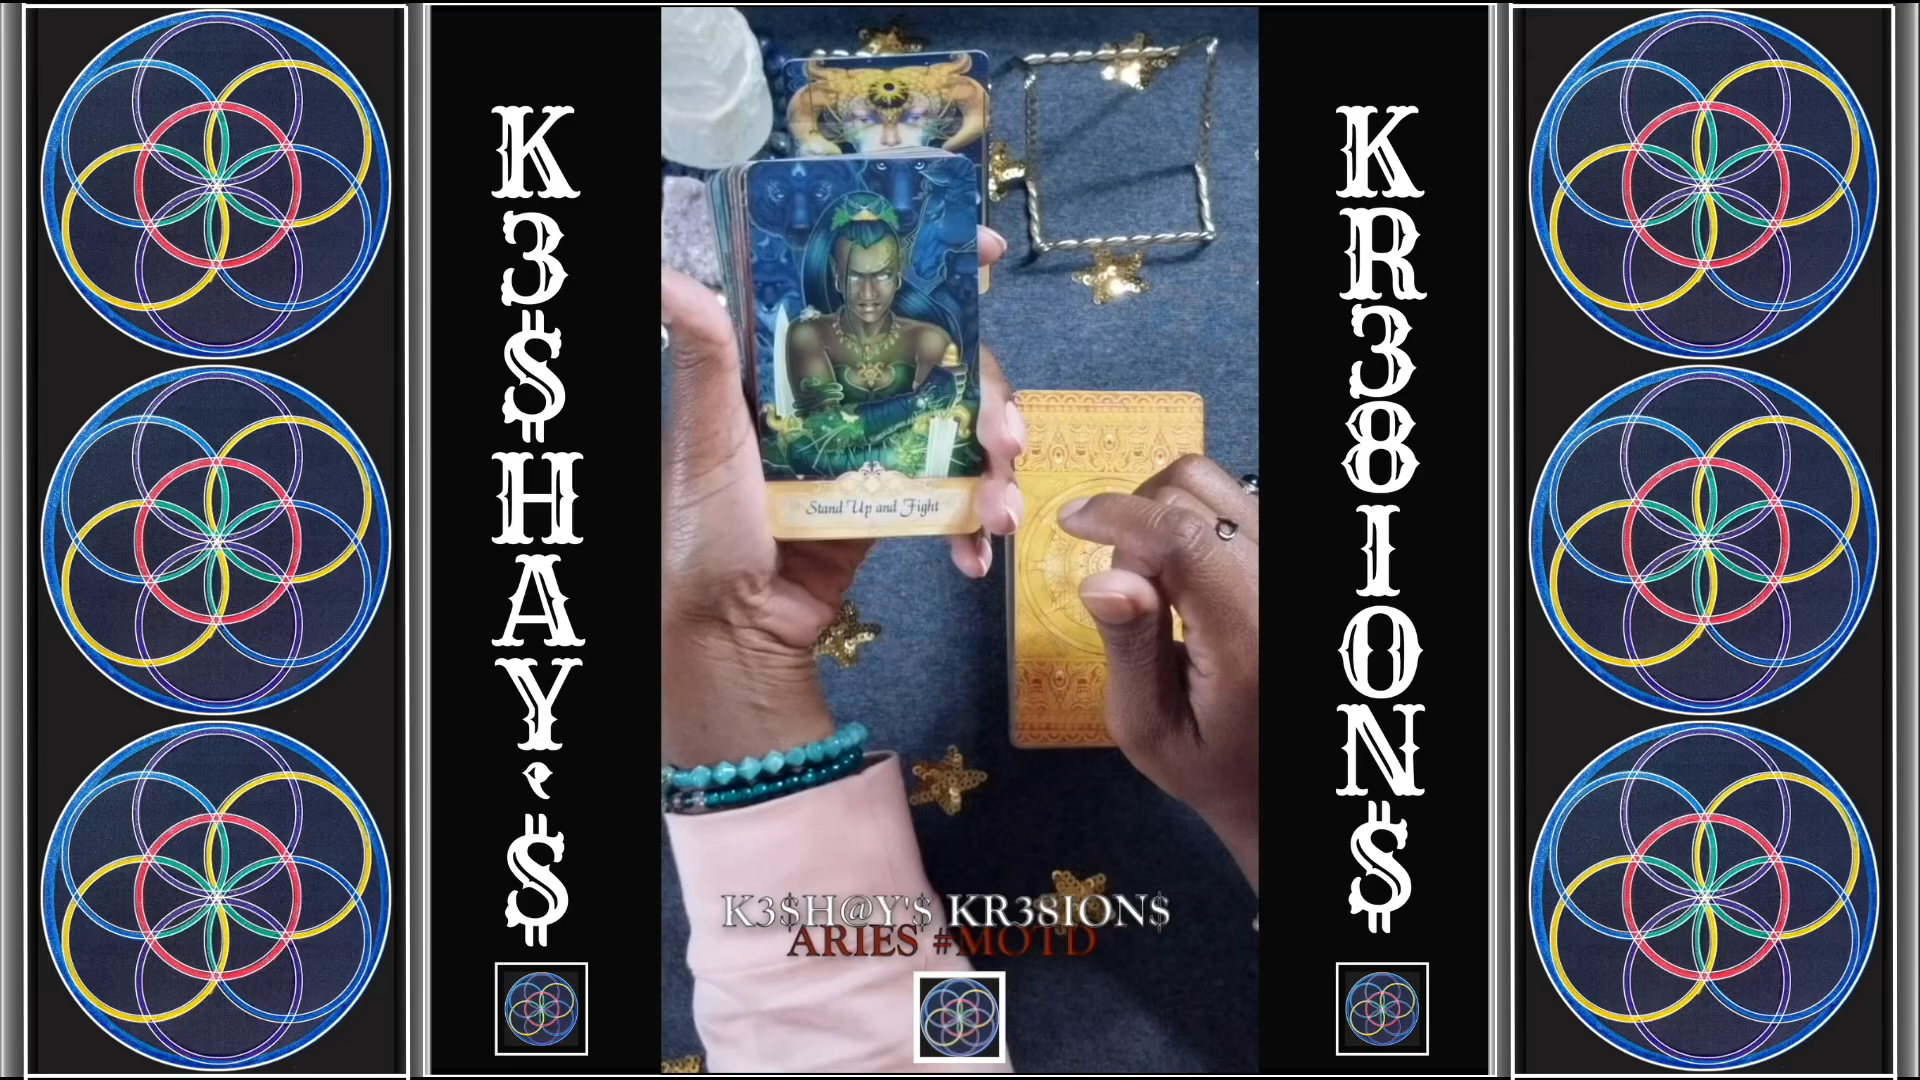 K3$HAY'$
Stand Up and Fight
K3$H@Y'$ KR38ION$
ARIES #MOTD
KR38ION$